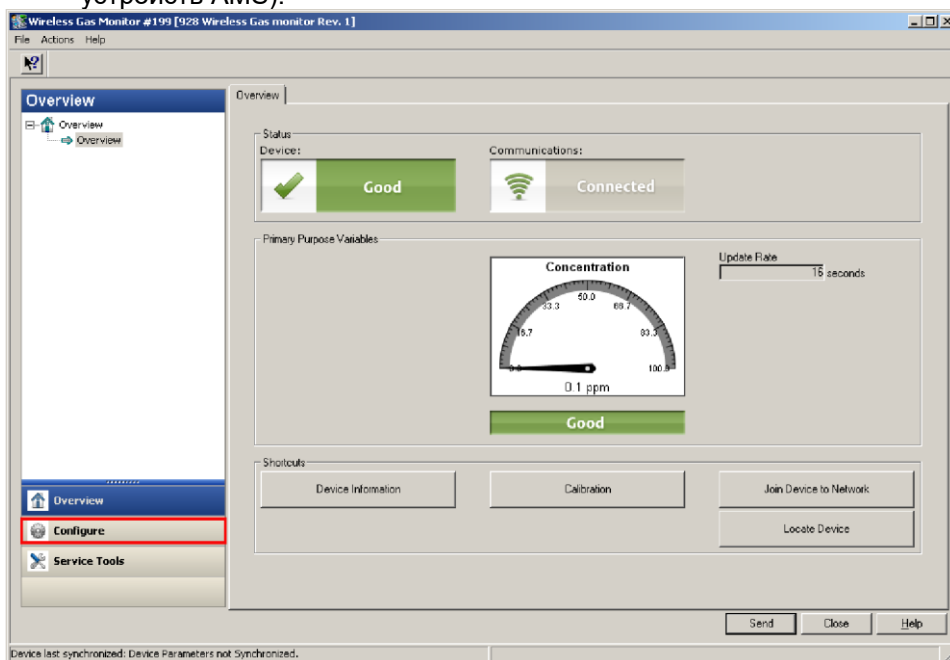 устройств AMS).
Wireless Gas Monitor #199 [928 Wireless Gas monitor Rev. 1]
File Actions Help
Overview
Overview
Overview
Overview
Status
Device:
Communications:
Good
Connected
Primary Purpose Variables
Concentration
Update Rate
15 seconds
0.0
16.7
33.3
50.0
66.7
83.3
100.0
0.1 ppm
Good
Shortcuts
Device Information
Calibration
Join Device to Network
Locate Device
Overview
Configure
Service Tools
Send
Close
Help
Device last synchronized: Device Parameters not Synchronized.